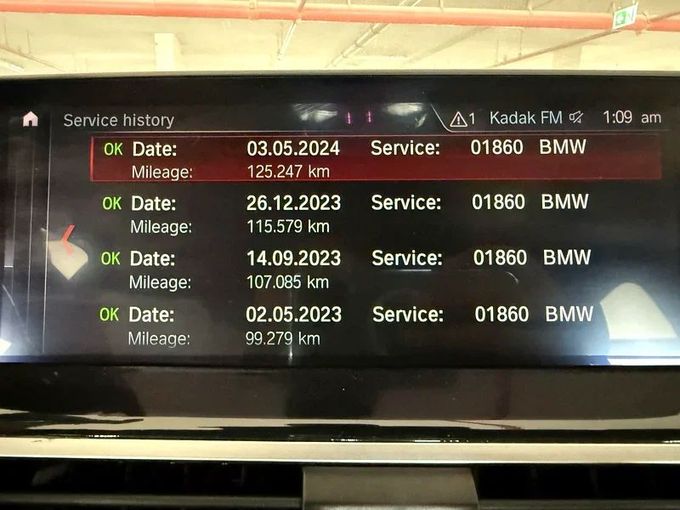 Service history 1 Kadak FM 1:09 am
OK Date: 03.05.2024 Service: 01860 BMW
Mileage: 125.247 km
OK Date: 26.12.2023 Service: 01860 BMW
Mileage: 115.579 km
OK Date: 14.09.2023 Service: 01860 BMW
Mileage: 107.085 km
OK Date: 02.05.2023 Service: 01860 BMW
Mileage: 99.279 km